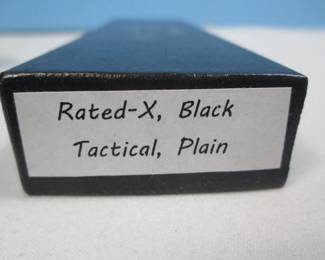 Rated-X, Black
Tactical, Plain